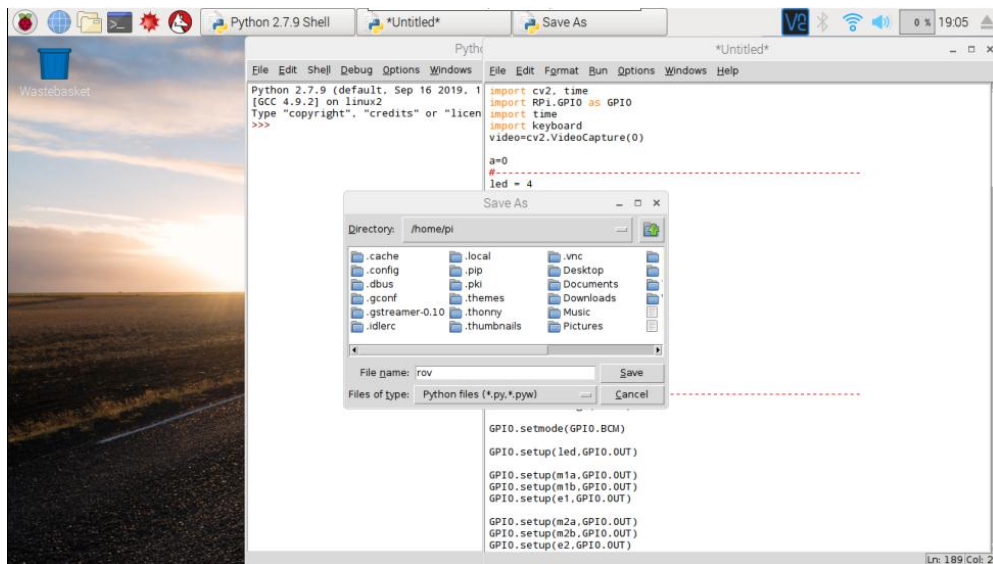 Python 2.7.9 Shell
*Untitled*
Save As
0 %
19:05
Wastebasket
File Edit Shell Debug Options Windows
Python 2.7.9 (default, Sep 16 2019, 1
[GCC 4.9.2] on linux2
Type "copyright", "credits" or "licen
>>>
*Untitled*
File Edit Format Run Options Windows Help
import cv2, time
import RPi.GPIO as GPIO
import time
import keyboard
video=cv2.VideoCapture(0)
a=0
led = 4
Save As
Directory: /home/pi
.cache .local .vnc
.config .pip Desktop
.dbus .pki Documents
.gconf .themes Downloads
.gstreamer-0.10 .thonny Music
.idlerc .thumbnails Pictures
File name: rov Save
Files of type: Python files (*.py,*.pyw) Cancel
GPIO.setmode(GPIO.BCM)
GPIO.setup(led,GPIO.OUT)
GPIO.setup(m1a,GPIO.OUT)
GPIO.setup(m1b,GPIO.OUT)
GPIO.setup(e1,GPIO.OUT)
GPIO.setup(m2a,GPIO.OUT)
GPIO.setup(m2b,GPIO.OUT)
GPIO.setup(e2,GPIO.OUT)
Ln: 189 Col: 2